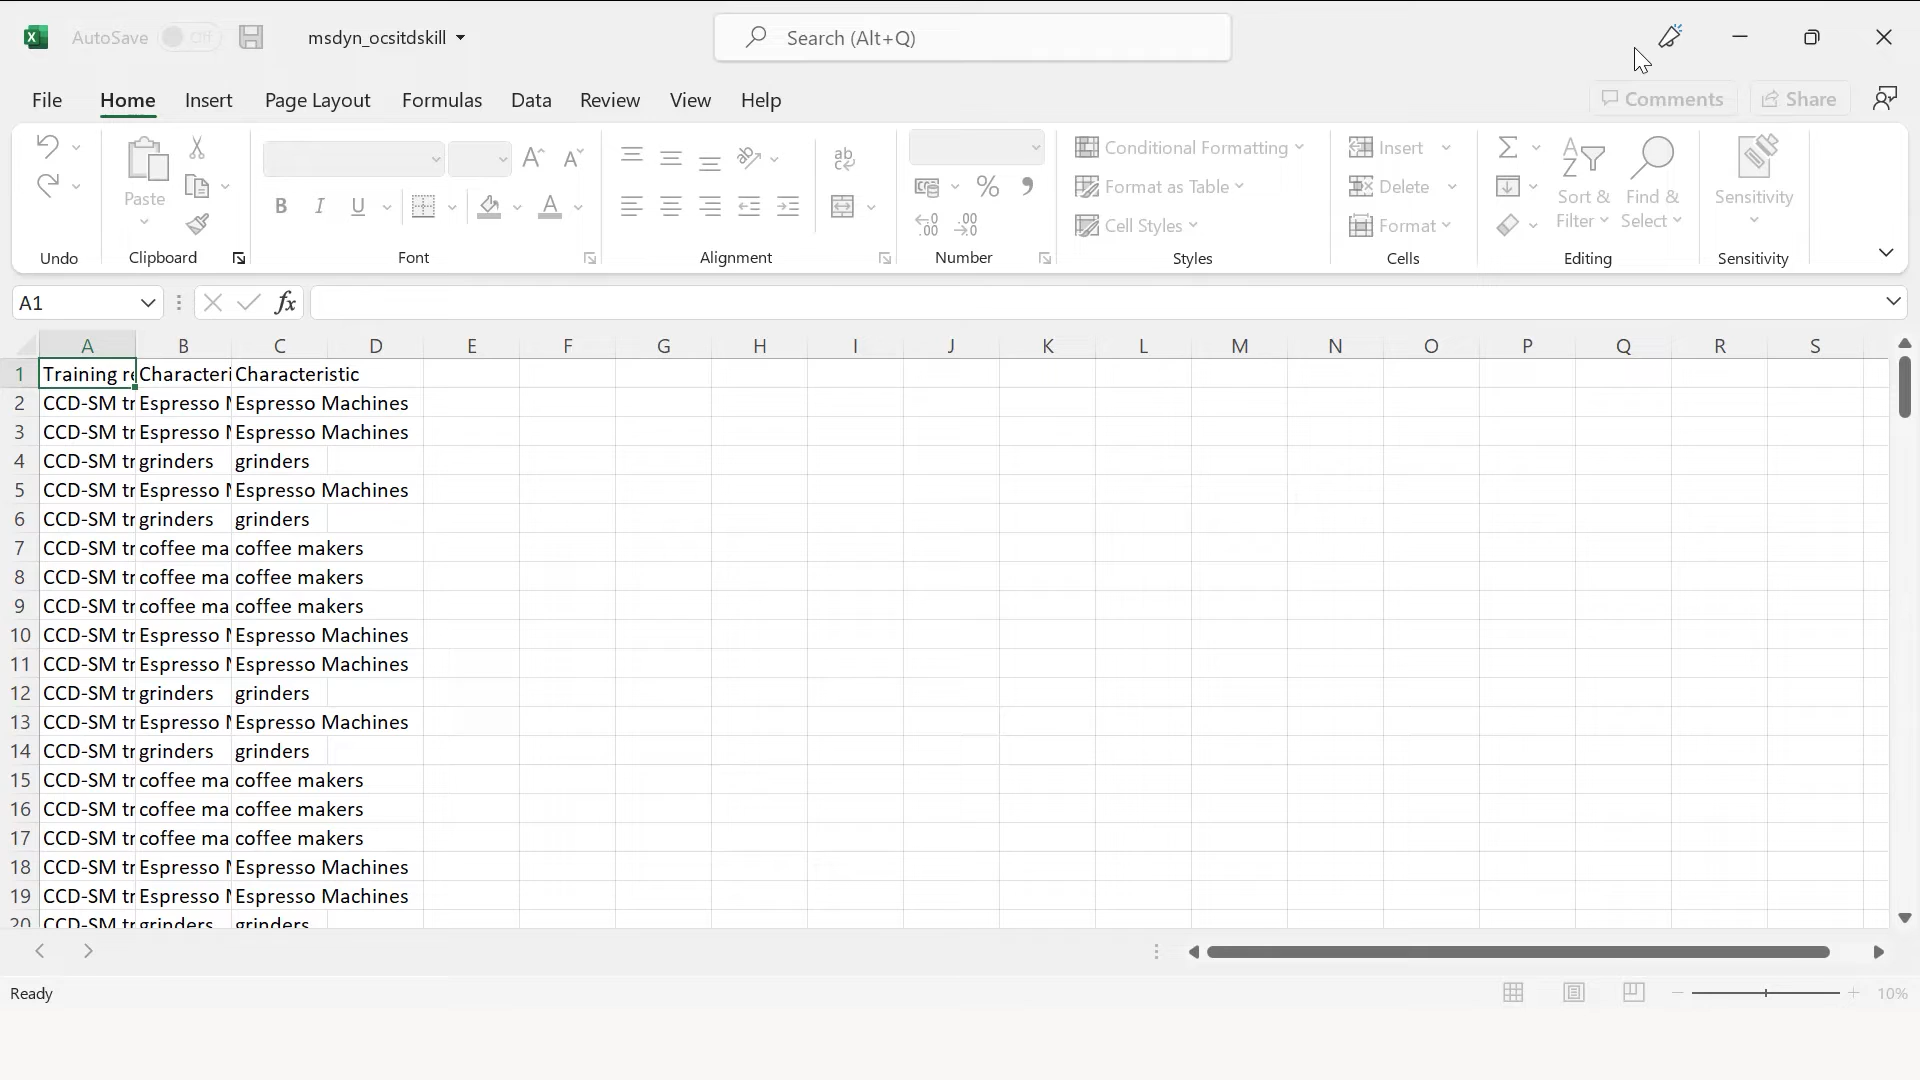 AutoSave Off msdyn_ocsitdskill Search (Alt+Q)
File Home Insert Page Layout Formulas Data Review View Help Comments Share
Paste
B I U A
ab
% 9
.00
Conditional Formatting
Format as Table
Cell Styles
Insert
Delete
Format
Sort & Filter
Find & Select
Sensitivity
Undo Clipboard Font Alignment Number Styles Cells Editing Sensitivity
A1 fx
A B C D E F G H I J K L M N O P Q R S
1 Training re Characteri Characteristic
2 CCD-SM tr Espresso M Espresso Machines
3 CCD-SM tr Espresso M Espresso Machines
4 CCD-SM tr grinders grinders
5 CCD-SM tr Espresso M Espresso Machines
6 CCD-SM tr grinders grinders
7 CCD-SM tr coffee ma coffee makers
8 CCD-SM tr coffee ma coffee makers
9 CCD-SM tr coffee ma coffee makers
10 CCD-SM tr Espresso M Espresso Machines
11 CCD-SM tr Espresso M Espresso Machines
12 CCD-SM tr grinders grinders
13 CCD-SM tr Espresso M Espresso Machines
14 CCD-SM tr grinders grinders
15 CCD-SM tr coffee ma coffee makers
16 CCD-SM tr coffee ma coffee makers
17 CCD-SM tr coffee ma coffee makers
18 CCD-SM tr Espresso M Espresso Machines
19 CCD-SM tr Espresso M Espresso Machines
20 CCD-SM tr grinders grinders
Ready 10%